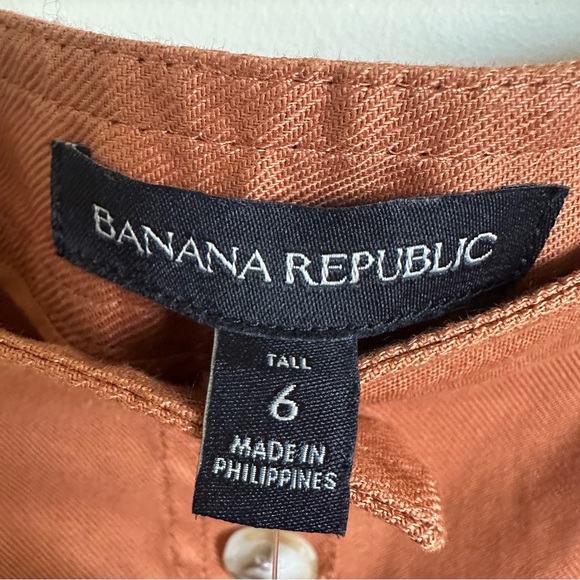 BANANA REPUBLIC
TALL
6
MADE IN
PHILIPPINES